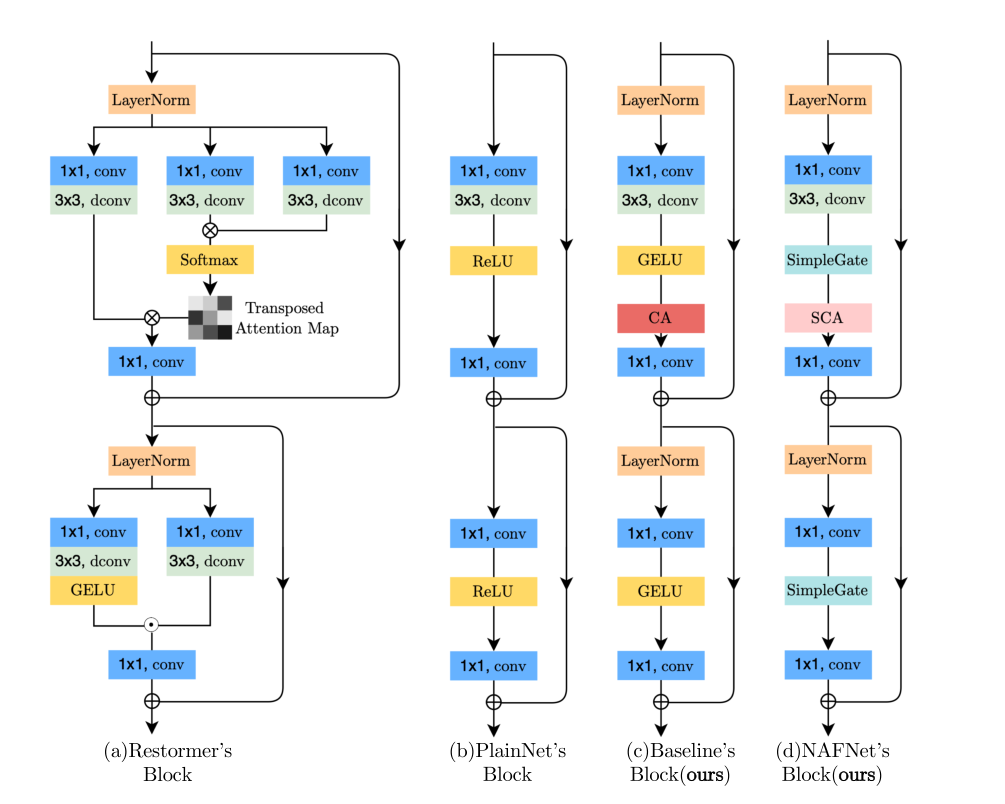 LayerNorm
1x1, conv
3x3, dconv
1x1, conv
3x3, dconv
1x1, conv
3x3, dconv
Softmax
Transposed
Attention Map
1x1, conv
LayerNorm
1x1, conv
3x3, dconv
GELU
1x1, conv
3x3, dconv
1x1, conv
(a)Restormer's
Block
1x1, conv
3x3, dconv
ReLU
1x1, conv
1x1, conv
ReLU
1x1, conv
(b)PlainNet's
Block
LayerNorm
1x1, conv
3x3, dconv
GELU
CA
1x1, conv
LayerNorm
1x1, conv
GELU
1x1, conv
(c)Baseline's
Block(ours)
LayerNorm
1x1, conv
3x3, dconv
SimpleGate
SCA
1x1, conv
LayerNorm
1x1, conv
SimpleGate
1x1, conv
(d)NAFNet's
Block(ours)